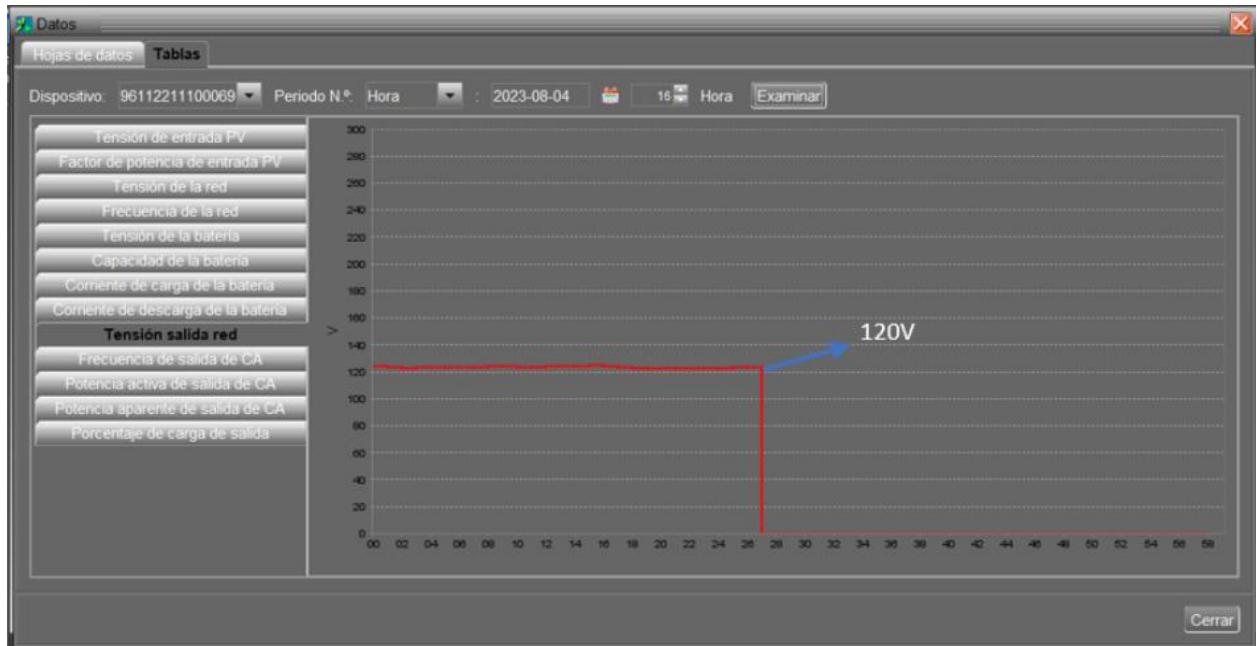 Datos
Hojas de datos Tablas
Dispositivo: 96112211100069 Periodo N.º: Hora : 2023-08-04 16 Hora Examinar
Tensión de entrada PV
Factor de potencia de entrada PV
Tensión de la red
Frecuencia de la red
Tensión de la batería
Capacidad de la batería
Corriente de carga de la batería
Corriente de descarga de la batería
Tensión salida red
Frecuencia de salida de CA
Potencia activa de salida de CA
Potencia aparente de salida de CA
Porcentaje de carga de salida
V
300
280
260
240
220
200
180
160
140
120
100
80
60
40
20
0
120V
00 02 04 06 08 10 12 14 16 18 20 22 24 26 28 30 32 34 36 38 40 42 44 46 48 50 52 54 56 58
Cerrar